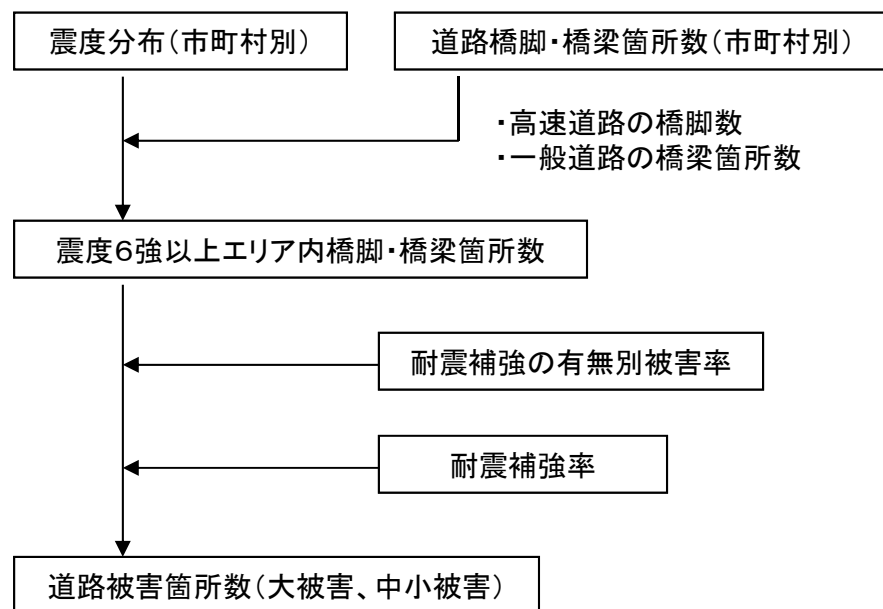 震度分布（市町村別）
道路橋脚・橋梁箇所数（市町村別）
・高速道路の橋脚数
・一般道路の橋梁箇所数
震度６強以上エリア内橋脚・橋梁箇所数
耐震補強の有無別被害率
耐震補強率
道路被害箇所数（大被害、中小被害）